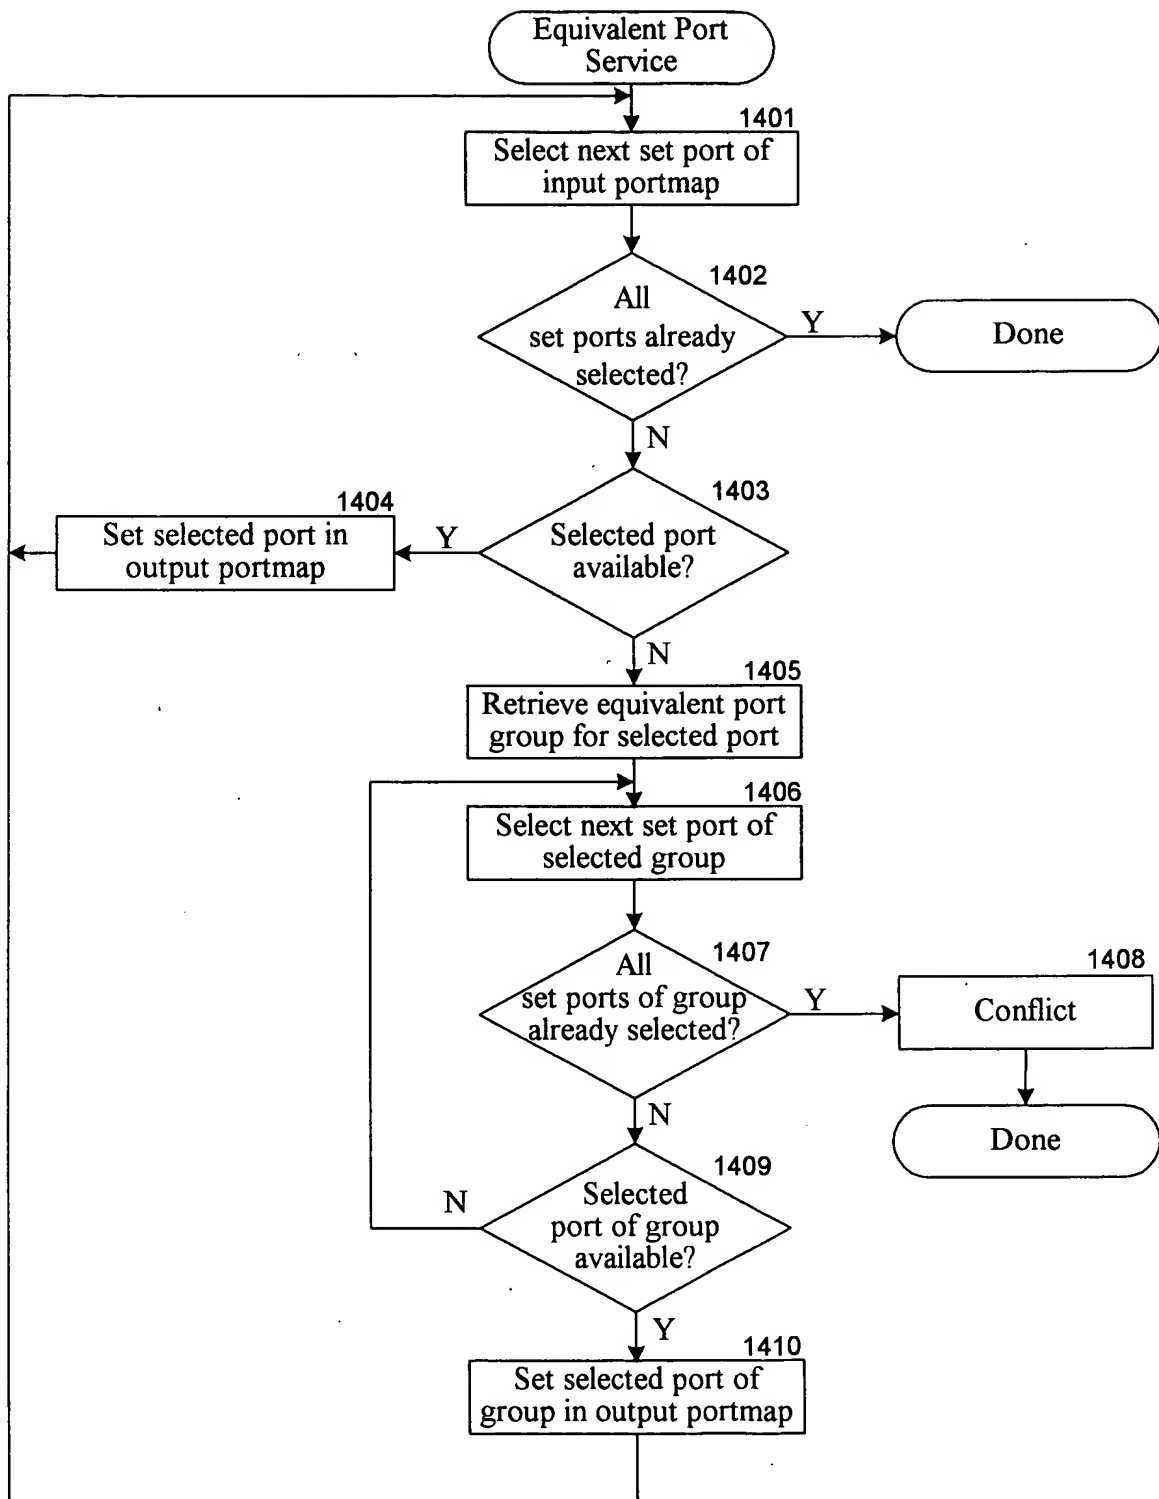 Equivalent Port
Service
1401
Select next set port of
input portmap
1402
All
set ports already
selected?
Y
Done
N
1403
1404
Set selected port in
output portmap
Y
Selected port
available?
N
1405
Retrieve equivalent port
group for selected port
1406
Select next set port of
selected group
1407
All
set ports of group
already selected?
Y
1408
Conflict
N
Done
1409
N
Selected
port of group
available?
Y
1410
Set selected port of
group in output portmap